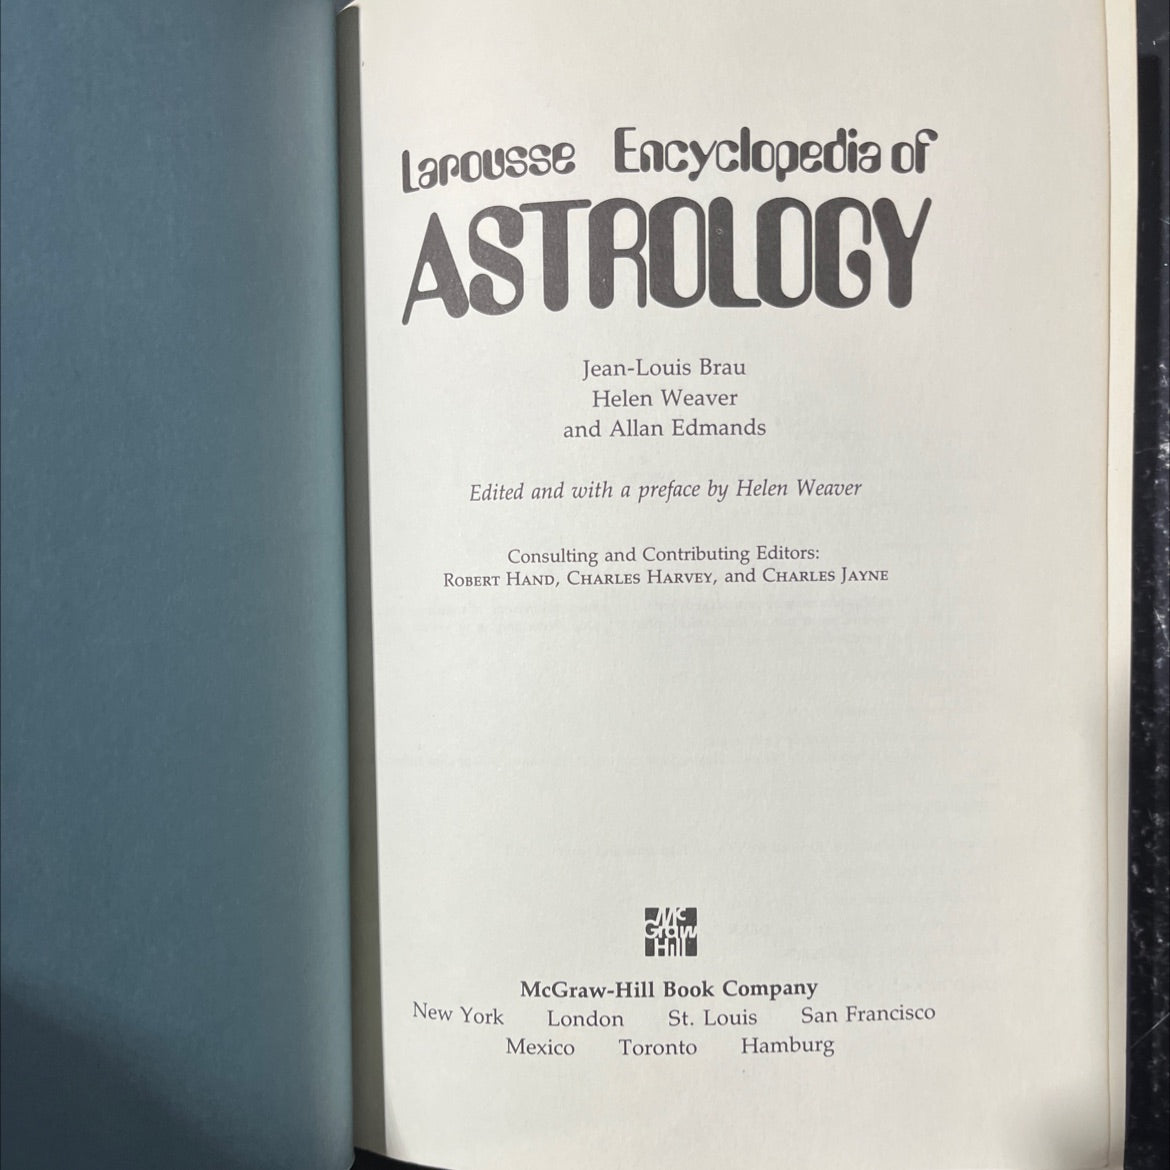 Larousse Encyclopedia of
ASTROLOGY
Jean-Louis Brau
Helen Weaver
and Allan Edmands
Edited and with a preface by Helen Weaver
Consulting and Contributing Editors:
ROBERT HAND, CHARLES HARVEY, and CHARLES JAYNE
Mc
Graw
Hill
McGraw-Hill Book Company
New York London St. Louis San Francisco
Mexico Toronto Hamburg